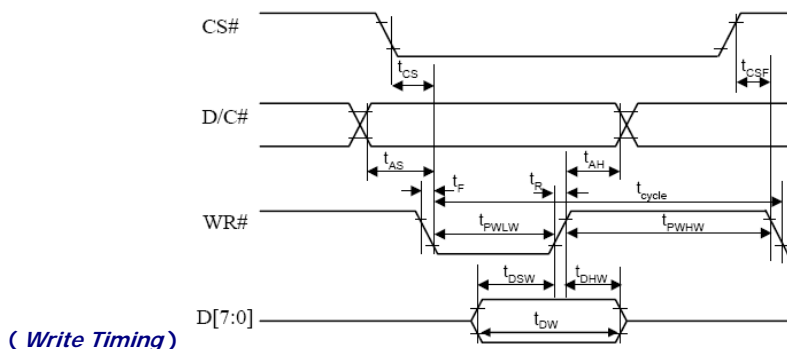 CS#
t_CS
t_CSF
D/C#
t_AS
t_F
t_R
t_AH
t_cycle
WR#
t_PWLW
t_PWHW
t_DSW
t_DHW
D[7:0]
t_DW
( Write Timing)